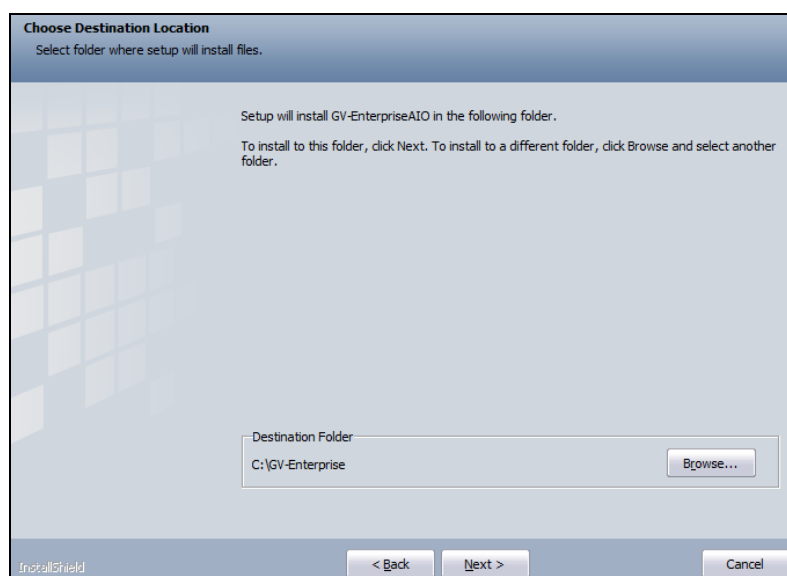 Choose Destination Location
Select folder where setup will install files.
Setup will install GV-EnterpriseAIO in the following folder.
To install to this folder, click Next. To install to a different folder, click Browse and select another
folder.
Destination Folder
C:\GV-Enterprise
Browse...
InstallShield
< Back
Next >
Cancel